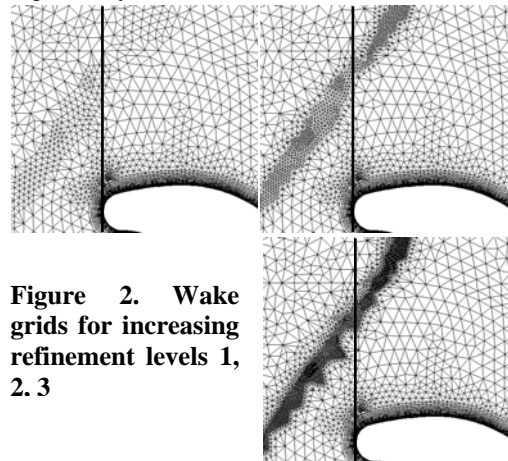 Figure 2. Wake
grids for increasing
refinement levels 1,
2, 3